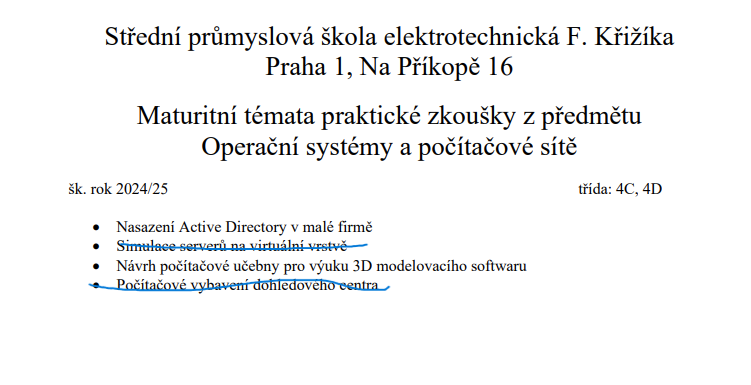 Střední průmyslová škola elektrotechnická F. Křižíka
Praha 1, Na Příkopě 16
Maturitní témata praktické zkoušky z předmětu
Operační systémy a počítačové sítě
šk. rok 2024/25 třída: 4C, 4D
• Nasazení Active Directory v malé firmě
• Simulace serverů na virtuální vrstvě
• Návrh počítačové učebny pro výuku 3D modelovacího softwaru
• Počítačové vybavení dohledového centra